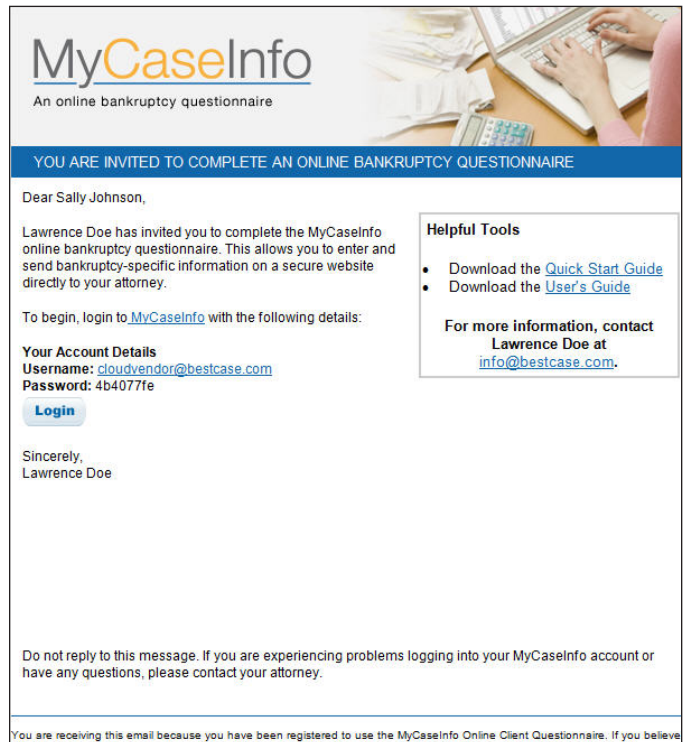 MyCaseInfo
An online bankruptcy questionnaire
YOU ARE INVITED TO COMPLETE AN ONLINE BANKRUPTCY QUESTIONNAIRE
Dear Sally Johnson,
Lawrence Doe has invited you to complete the MyCaseInfo
online bankruptcy questionnaire. This allows you to enter and
send bankruptcy-specific information on a secure website
directly to your attorney.
To begin, login to MyCaseInfo with the following details:
Your Account Details
Username: cloudvendor@bestcase.com
Password: 4b4077fe
Login
Sincerely,
Lawrence Doe
Helpful Tools
• Download the Quick Start Guide
• Download the User's Guide
For more information, contact
Lawrence Doe at
info@bestcase.com.
Do not reply to this message. If you are experiencing problems logging into your MyCaseInfo account or
have any questions, please contact your attorney.
You are receiving this email because you have been registered to use the MyCaseInfo Online Client Questionnaire. If you believe